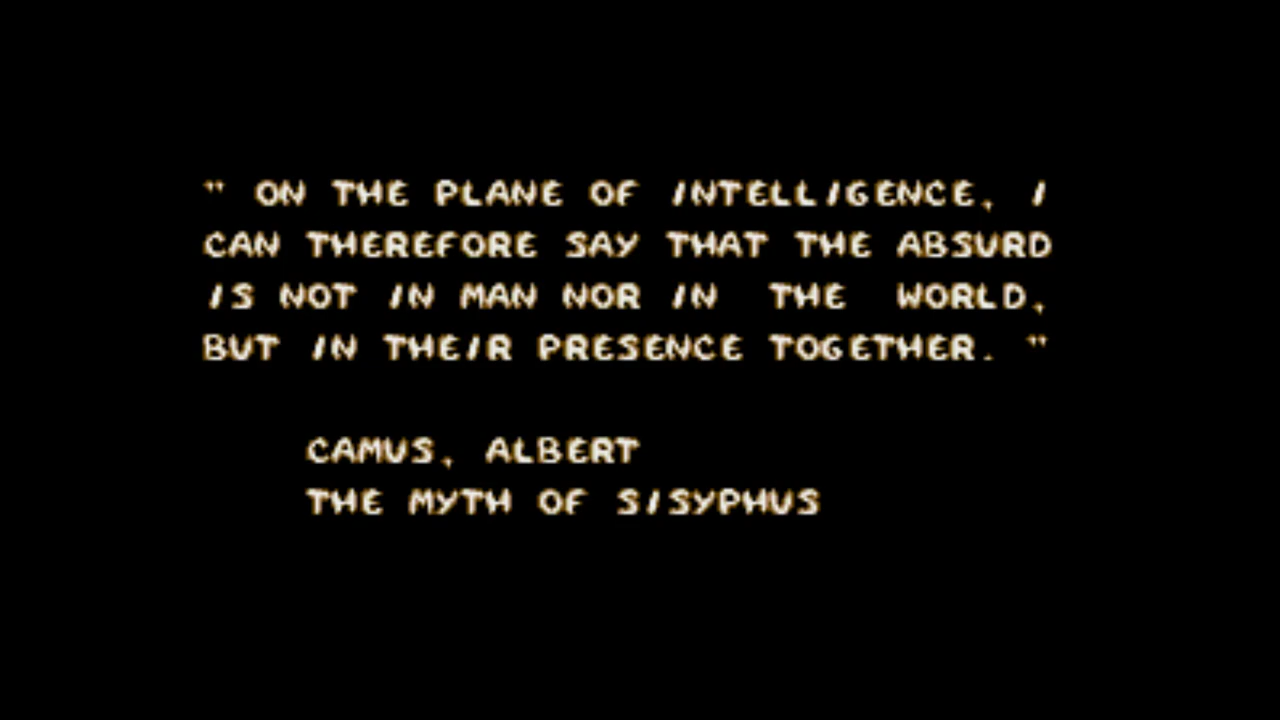 " ON THE PLANE OF INTELLIGENCE, I
CAN THEREFORE SAY THAT THE ABSURD
IS NOT IN MAN NOR IN  THE  WORLD,
BUT IN THEIR PRESENCE TOGETHER. "
CAMUS, ALBERT
THE MYTH OF SISYPHUS